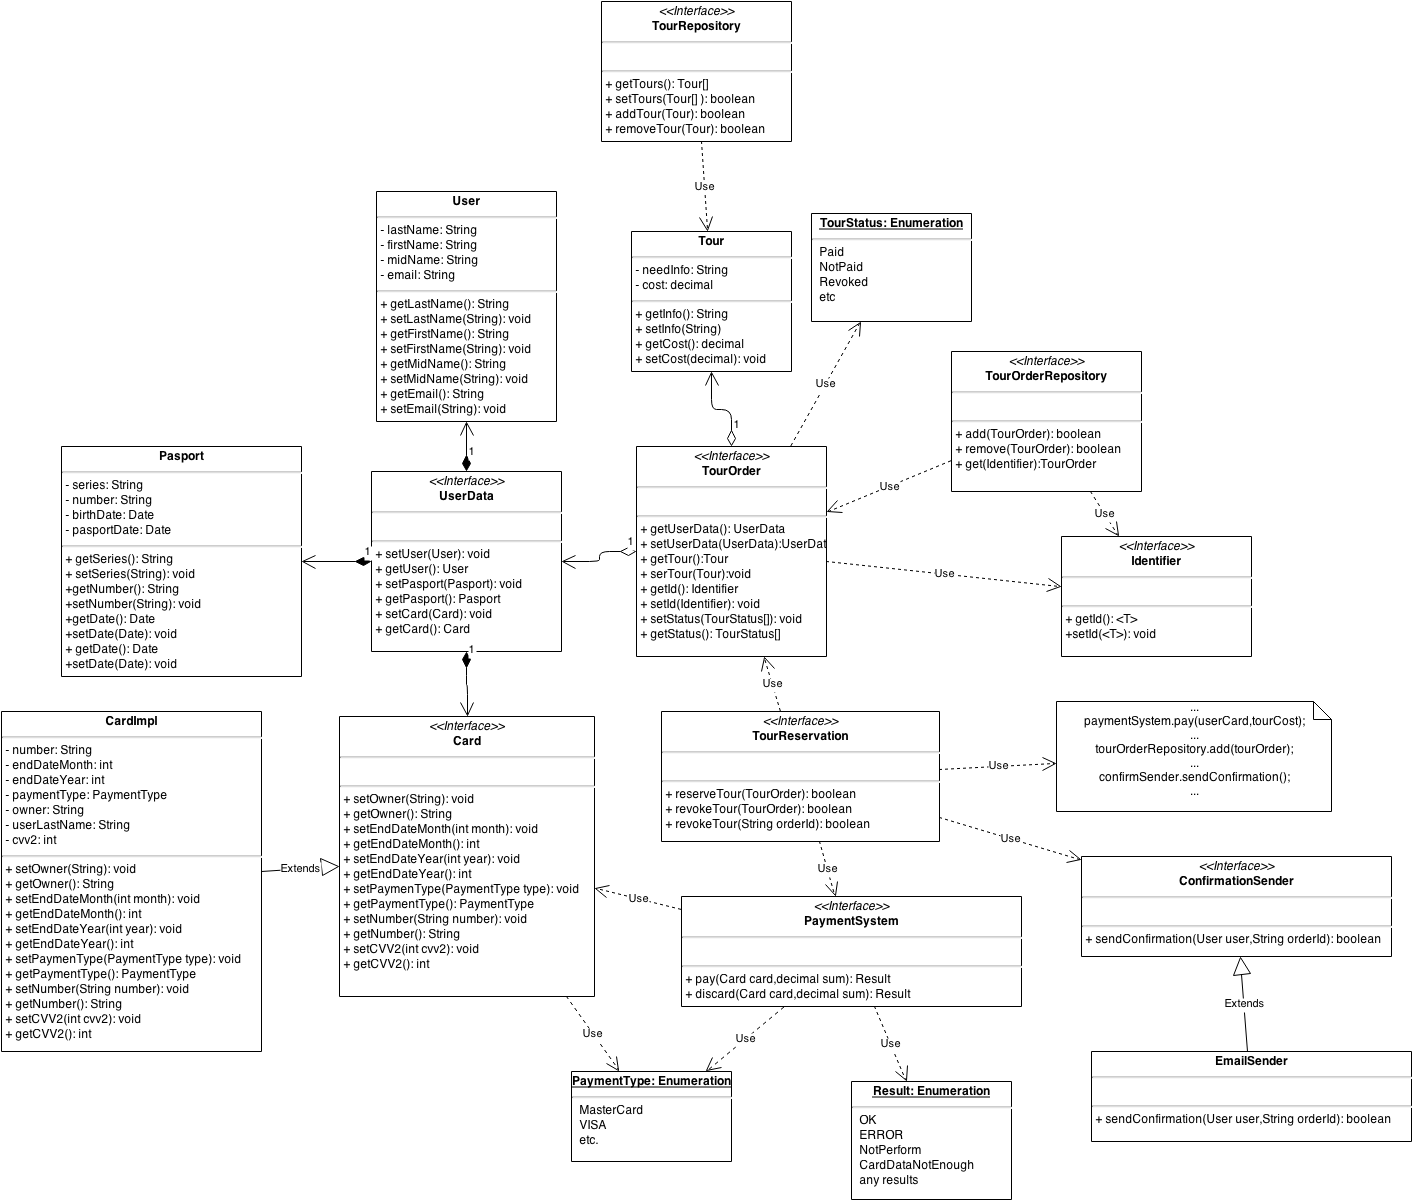 <<Interface>>
TourRepository
+ getTours(): Tour[]
+ setTours(Tour[] ): boolean
+ addTour(Tour): boolean
+ removeTour(Tour): boolean
Use
User
- lastName: String
- firstName: String
- midName: String
- email: String
+ getLastName(): String
+ setLastName(String): void
+ getFirstName(): String
+ setFirstName(String): void
+ getMidName(): String
+ setMidName(String): void
+ getEmail(): String
+ setEmail(String): void
1
Tour
- needInfo: String
- cost: decimal
+ getInfo(): String
+ setInfo(String)
+ getCost(): decimal
+ setCost(decimal): void
1
TourStatus: Enumeration
Paid
NotPaid
Revoked
etc
Use
<<Interface>>
TourOrderRepository
+ add(TourOrder): boolean
+ remove(TourOrder): boolean
+ get(Identifier):TourOrder
Use
Use
Pasport
- series: String
- number: String
- birthDate: Date
- pasportDate: Date
+ getSeries(): String
+ setSeries(String): void
+getNumber(): String
+setNumber(String): void
+getDate(): Date
+setDate(Date): void
+ getDate(): Date
+setDate(Date): void
1
<<Interface>>
UserData
+ setUser(User): void
+ getUser(): User
+ setPasport(Pasport): void
+ getPasport(): Pasport
+ setCard(Card): void
+ getCard(): Card
1
1
<<Interface>>
TourOrder
+ getUserData(): UserData
+ setUserData(UserData):UserDat
+ getTour():Tour
+ serTour(Tour):void
+ getId(): Identifier
+ setId(Identifier): void
+ setStatus(TourStatus[]): void
+ getStatus(): TourStatus[]
Use
<<Interface>>
Identifier
+ getId(): <T>
+setId(<T>): void
Use
CardImpl
- number: String
- endDateMonth: int
- endDateYear: int
- paymentType: PaymentType
- owner: String
- userLastName: String
- cvv2: int
+ setOwner(String): void
+ getOwner(): String
+ setEndDateMonth(int month): void
+ getEndDateMonth(): int
+ setEndDateYear(int year): void
+ getEndDateYear(): int
+ setPaymenType(PaymentType type): void
+ getPaymentType(): PaymentType
+ setNumber(String number): void
+ getNumber(): String
+ setCVV2(int cvv2): void
+ getCVV2(): int
Extends
<<Interface>>
Card
+ setOwner(String): void
+ getOwner(): String
+ setEndDateMonth(int month): void
+ getEndDateMonth(): int
+ setEndDateYear(int year): void
+ getEndDateYear(): int
+ setPaymenType(PaymentType type): void
+ getPaymentType(): PaymentType
+ setNumber(String number): void
+ getNumber(): String
+ setCVV2(int cvv2): void
+ getCVV2(): int
<<Interface>>
TourReservation
+ reserveTour(TourOrder): boolean
+ revokeTour(TourOrder): boolean
+ revokeTour(String orderId): boolean
Use
...
paymentSystem.pay(userCard,tourCost);
...
tourOrderRepository.add(tourOrder);
...
confirmSender.sendConfirmation();
...
Use
Use
Use
<<Interface>>
PaymentSystem
+ pay(Card card,decimal sum): Result
+ discard(Card card,decimal sum): Result
<<Interface>>
ConfirmationSender
+ sendConfirmation(User user,String orderId): boolean
Extends
Use
Use
Use
PaymentType: Enumeration
MasterCard
VISA
etc.
Result: Enumeration
OK
ERROR
NotPerform
CardDataNotEnough
any results
EmailSender
+ sendConfirmation(User user,String orderId): boolean